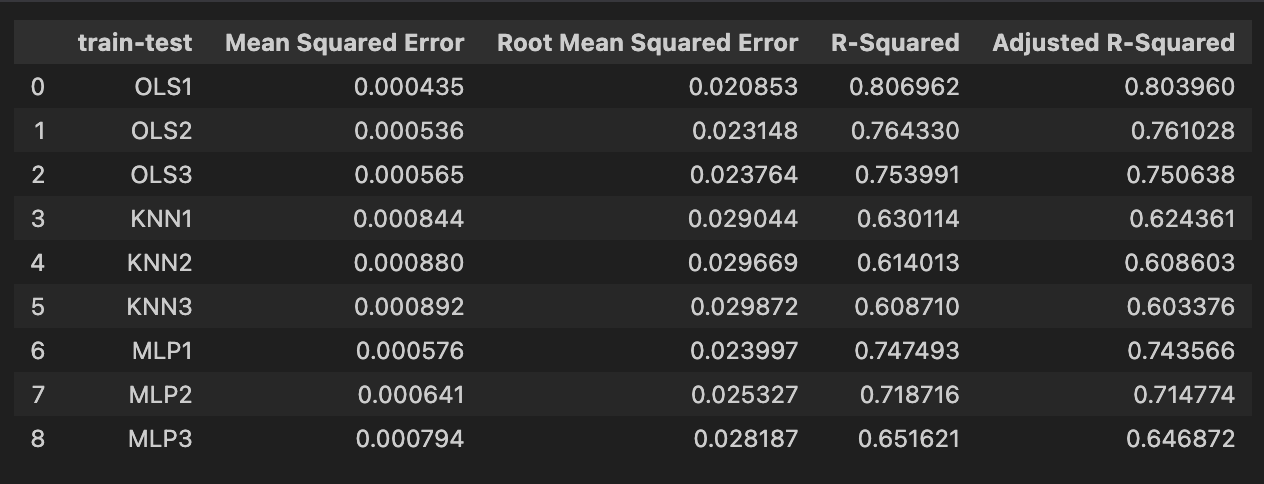 train-test Mean Squared Error Root Mean Squared Error R-Squared Adjusted R-Squared
0 OLS1 0.000435 0.020853 0.806962 0.803960
1 OLS2 0.000536 0.023148 0.764330 0.761028
2 OLS3 0.000565 0.023764 0.753991 0.750638
3 KNN1 0.000844 0.029044 0.630114 0.624361
4 KNN2 0.000880 0.029669 0.614013 0.608603
5 KNN3 0.000892 0.029872 0.608710 0.603376
6 MLP1 0.000576 0.023997 0.747493 0.743566
7 MLP2 0.000641 0.025327 0.718716 0.714774
8 MLP3 0.000794 0.028187 0.651621 0.646872